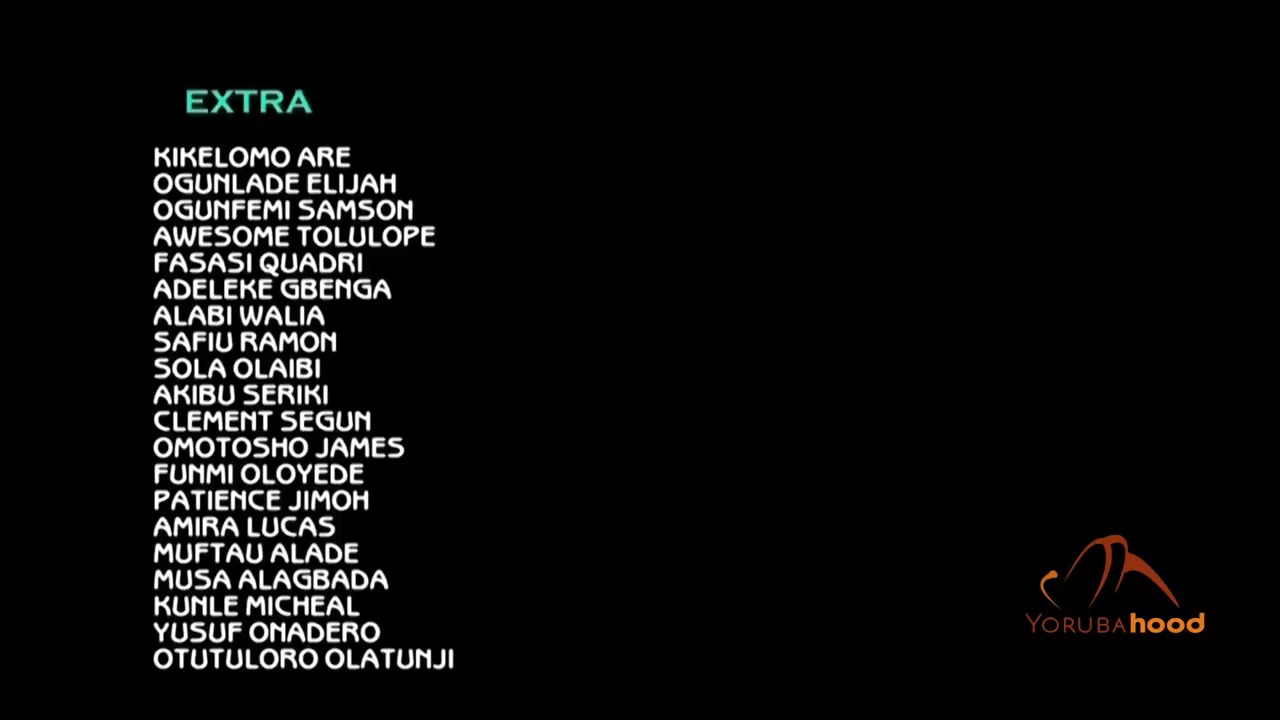 EXTRA
KIKELOMO ARE
OGUNLADE ELIJAH
OGUNFEMI SAMSON
AWESOME TOLULOPE
FASASI QUADRI
ADELEKE GBENGA
ALABI WALIA
SAFIU RAMON
SOLA OLAIBI
AKIBU SERIKI
CLEMENT SEGUN
OMOTOSHO JAMES
FUNMI OLOYEDE
PATIENCE JIMOH
AMIRA LUCAS
MUFTAU ALADE
MUSA ALAGBADA
KUNLE MICHEAL
YUSUF ONADERO
OTUTULORO OLATUNJI
YORUBAhood